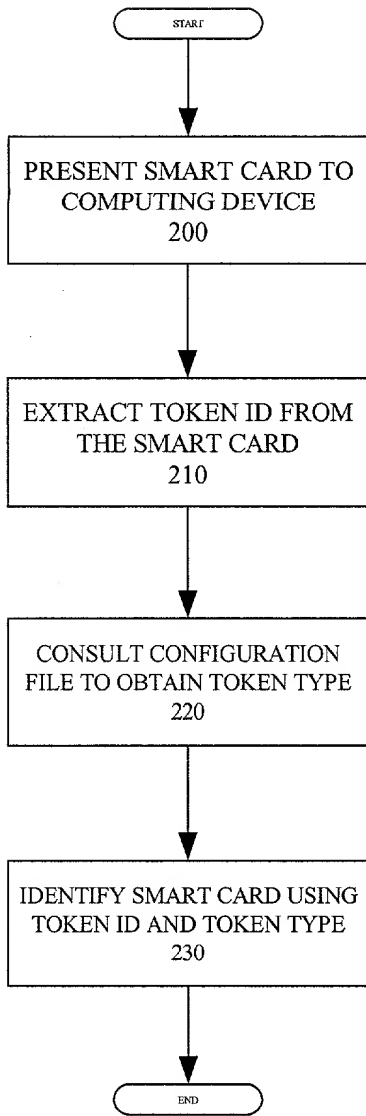 START
PRESENT SMART CARD TO
COMPUTING DEVICE
200
EXTRACT TOKEN ID FROM
THE SMART CARD
210
CONSULT CONFIGURATION
FILE TO OBTAIN TOKEN TYPE
220
IDENTIFY SMART CARD USING
TOKEN ID AND TOKEN TYPE
230
END